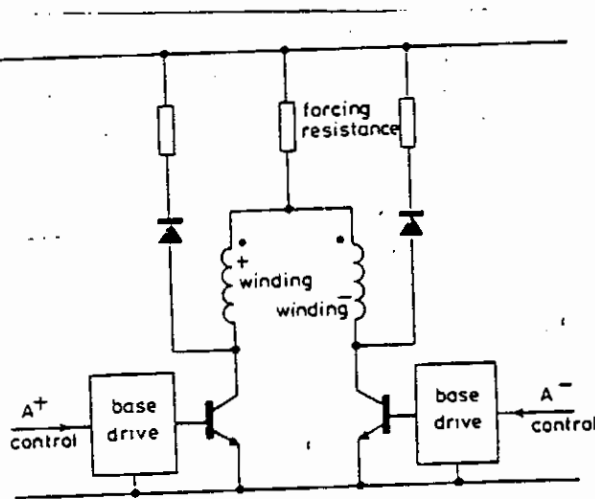 forcing
resistance
+
winding
−
winding
A+
control
base
drive
base
drive
A−
control